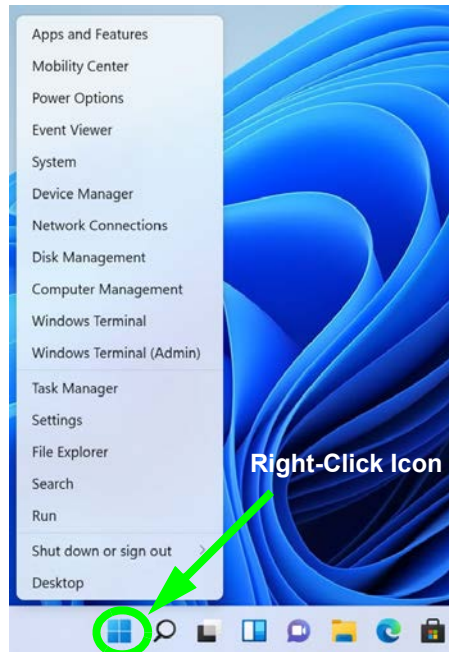 Apps and Features
Mobility Center
Power Options
Event Viewer
System
Device Manager
Network Connections
Disk Management
Computer Management
Windows Terminal
Windows Terminal (Admin)
Task Manager
Settings
File Explorer
Right-Click Icon
Search
Run
Shut down or sign out
Desktop